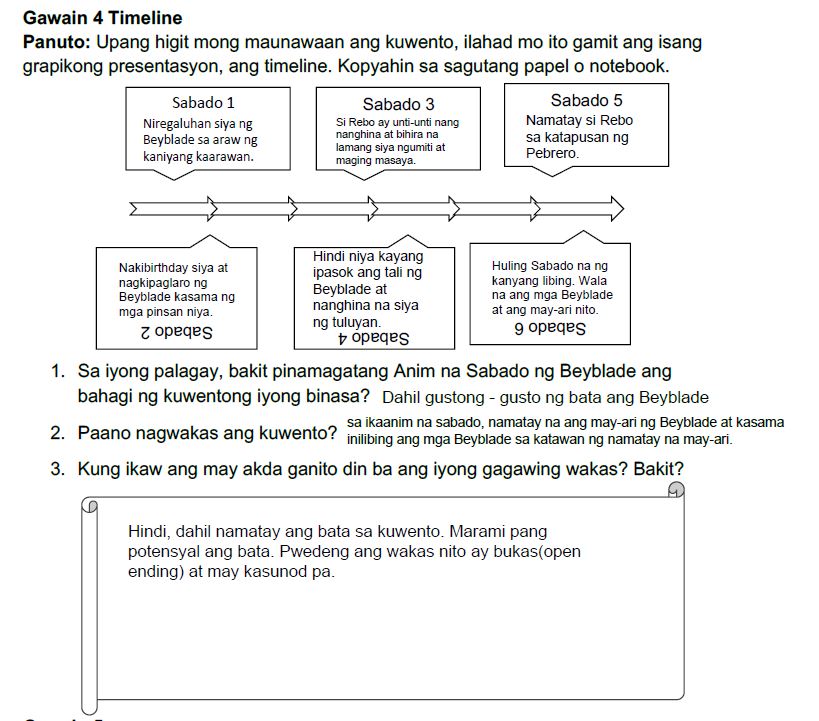 Gawain 4 Timeline
Panuto: Upang higit mong maunawaan ang kuwento, ilahad mo ito gamit ang isang
grapikong presentasyon, ang timeline. Kopyahin sa sagutang papel o notebook.
Sabado 1
Niregaluhan siya ng
Beyblade sa araw ng
kaniyang kaarawan.
Sabado 3
Si Rebo ay unti-unti nang
nanghina at bihira na
lamang siya ngumiti at
maging masaya.
Sabado 5
Namatay si Rebo
sa katapusan ng
Pebrero.
Nakibirthday siya at
nagkipaglaro ng
Beyblade kasama ng
mga pinsan niya.
Sabado 2
Hindi niya kayang
ipasok ang tali ng
Beyblade at
nanghina na siya
ng tuluyan.
Sabado 4
Huling Sabado na ng
kanyang libing. Wala
na ang mga Beyblade
at ang may-ari nito.
Sabado 6
1. Sa iyong palagay, bakit pinamagatang Anim na Sabado ng Beyblade ang
bahagi ng kuwentong iyong binasa? Dahil gustong - gusto ng bata ang Beyblade
2. Paano nagwakas ang kuwento? sa ikaanim na sabado, namatay na ang may-ari ng Beyblade at kasama
inilibing ang mga Beyblade sa katawan ng namatay na may-ari.
3. Kung ikaw ang may akda ganito din ba ang iyong gagawing wakas? Bakit?
Hindi, dahil namatay ang bata sa kuwento. Marami pang
potensyal ang bata. Pwedeng ang wakas nito ay bukas(open
ending) at may kasunod pa.